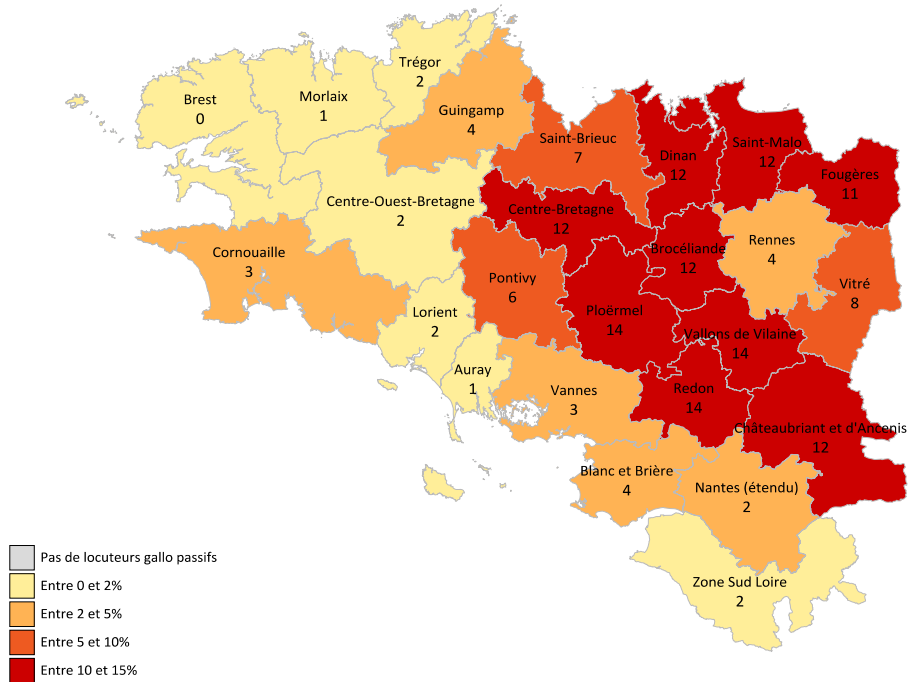 Trégor
2
Brest
0
Morlaix
1
Guingamp
4
Saint-Brieuc
7
Dinan
12
Saint-Malo
12
Fougères
11
Centre-Ouest-Bretagne
2
Centre-Bretagne
12
Brocéliande
12
Rennes
4
Cornouaille
3
Pontivy
6
Vitré
8
Lorient
2
Ploërmel
14
Vallons de Vilaine
14
Auray
1
Vannes
3
Redon
14
Châteaubriant et d'Ancenis
12
Blanc et Brière
4
Nantes (étendu)
2
Zone Sud Loire
2
Pas de locuteurs gallo passifs
Entre 0 et 2%
Entre 2 et 5%
Entre 5 et 10%
Entre 10 et 15%